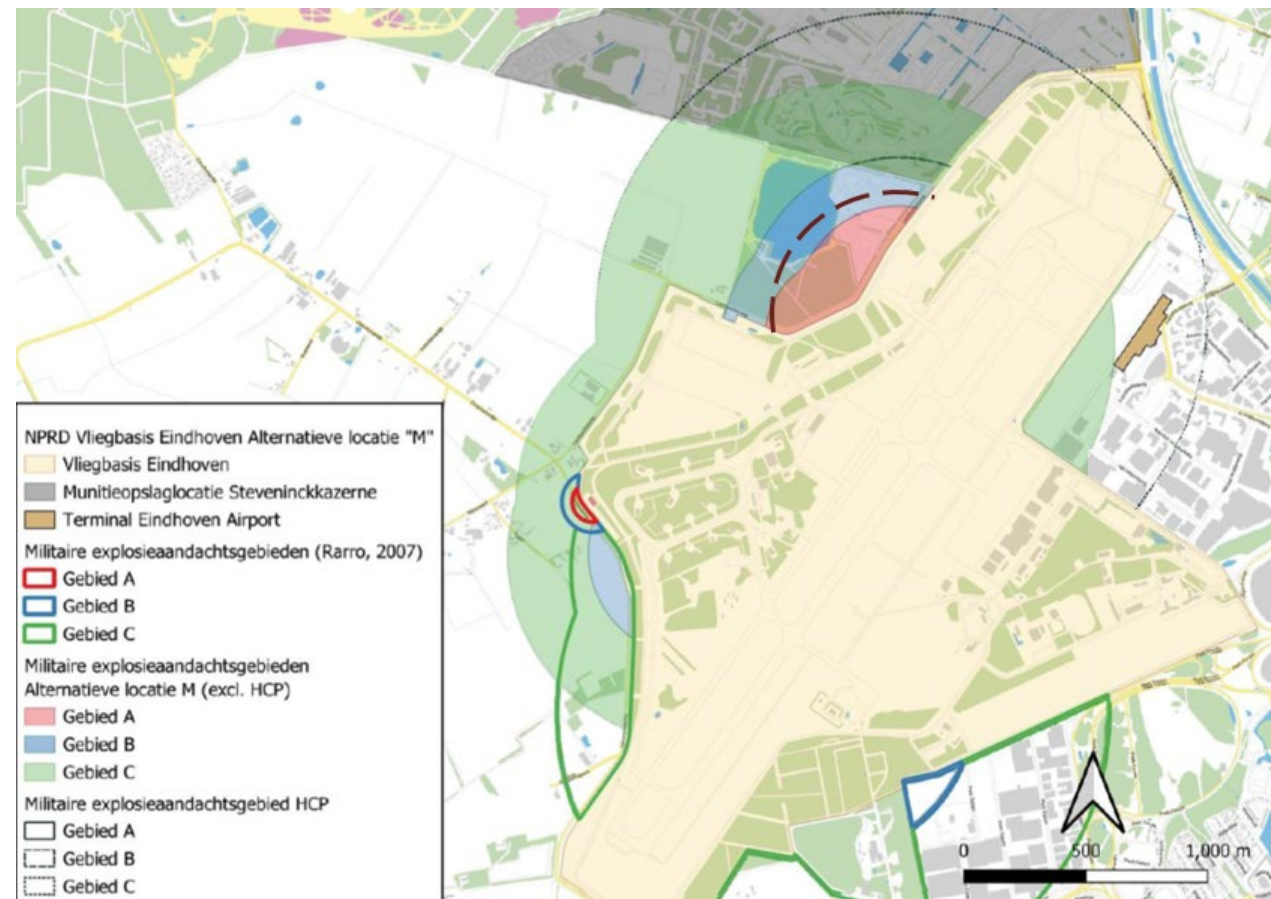 NPRD Vliegbasis Eindhoven Alternatieve locatie "M"
Vliegbasis Eindhoven
Munitieopslaglocatie Steveninckkazerne
Terminal Eindhoven Airport
Militaire explosieaandachtsgebieden (Rarro, 2007)
Gebied A
Gebied B
Gebied C
Militaire explosieaandachtsgebieden
Alternatieve locatie M (excl. HCP)
Gebied A
Gebied B
Gebied C
Militaire explosieaandachtsgebied HCP
Gebied A
Gebied B
Gebied C
0 500 1,000 m